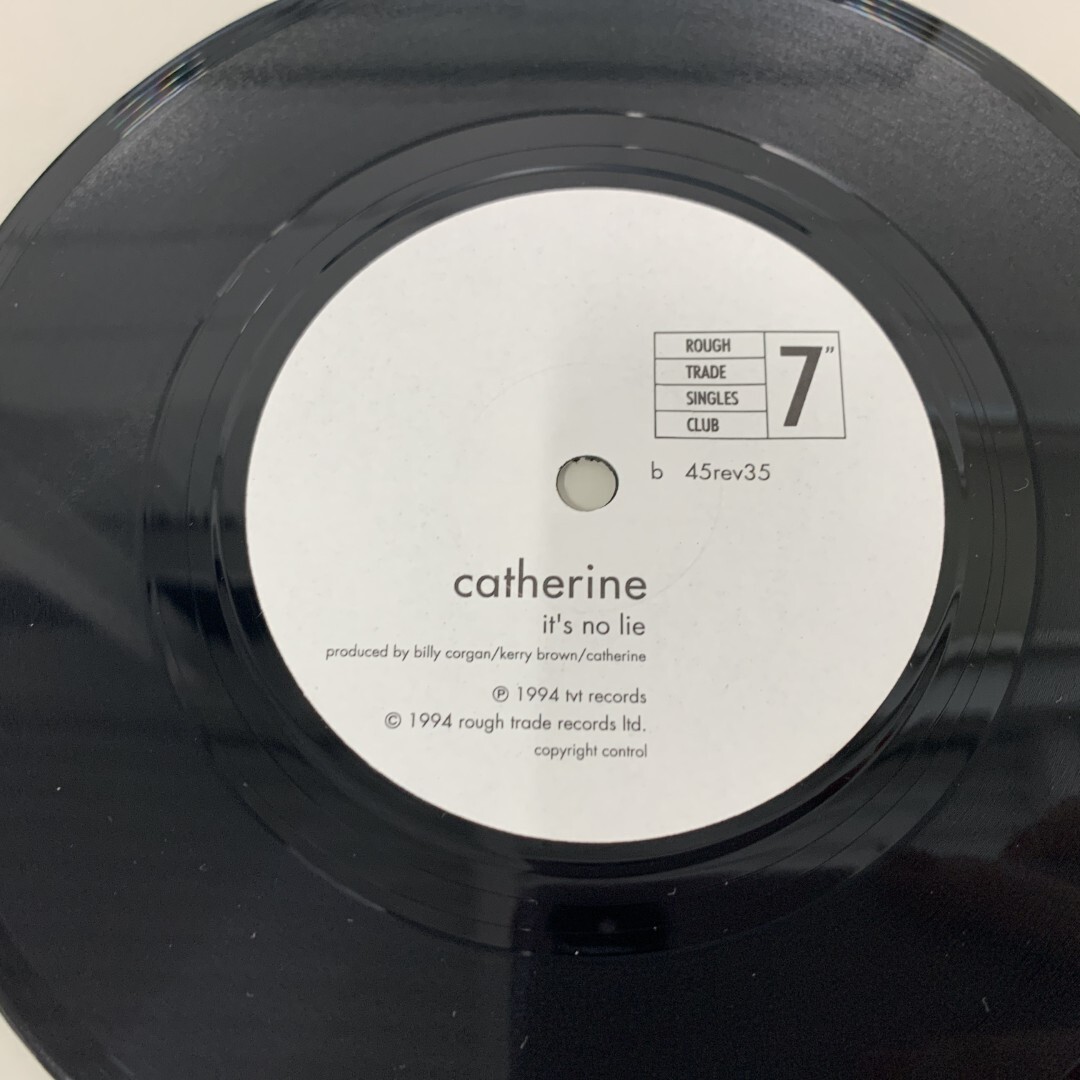 ROUGH
TRADE
SINGLES
CLUB
7"
b 45rev35
catherine
it's no lie
produced by billy corgan/kerry brown/catherine
℗ 1994 tvt records
© 1994 rough trade records ltd.
copyright control